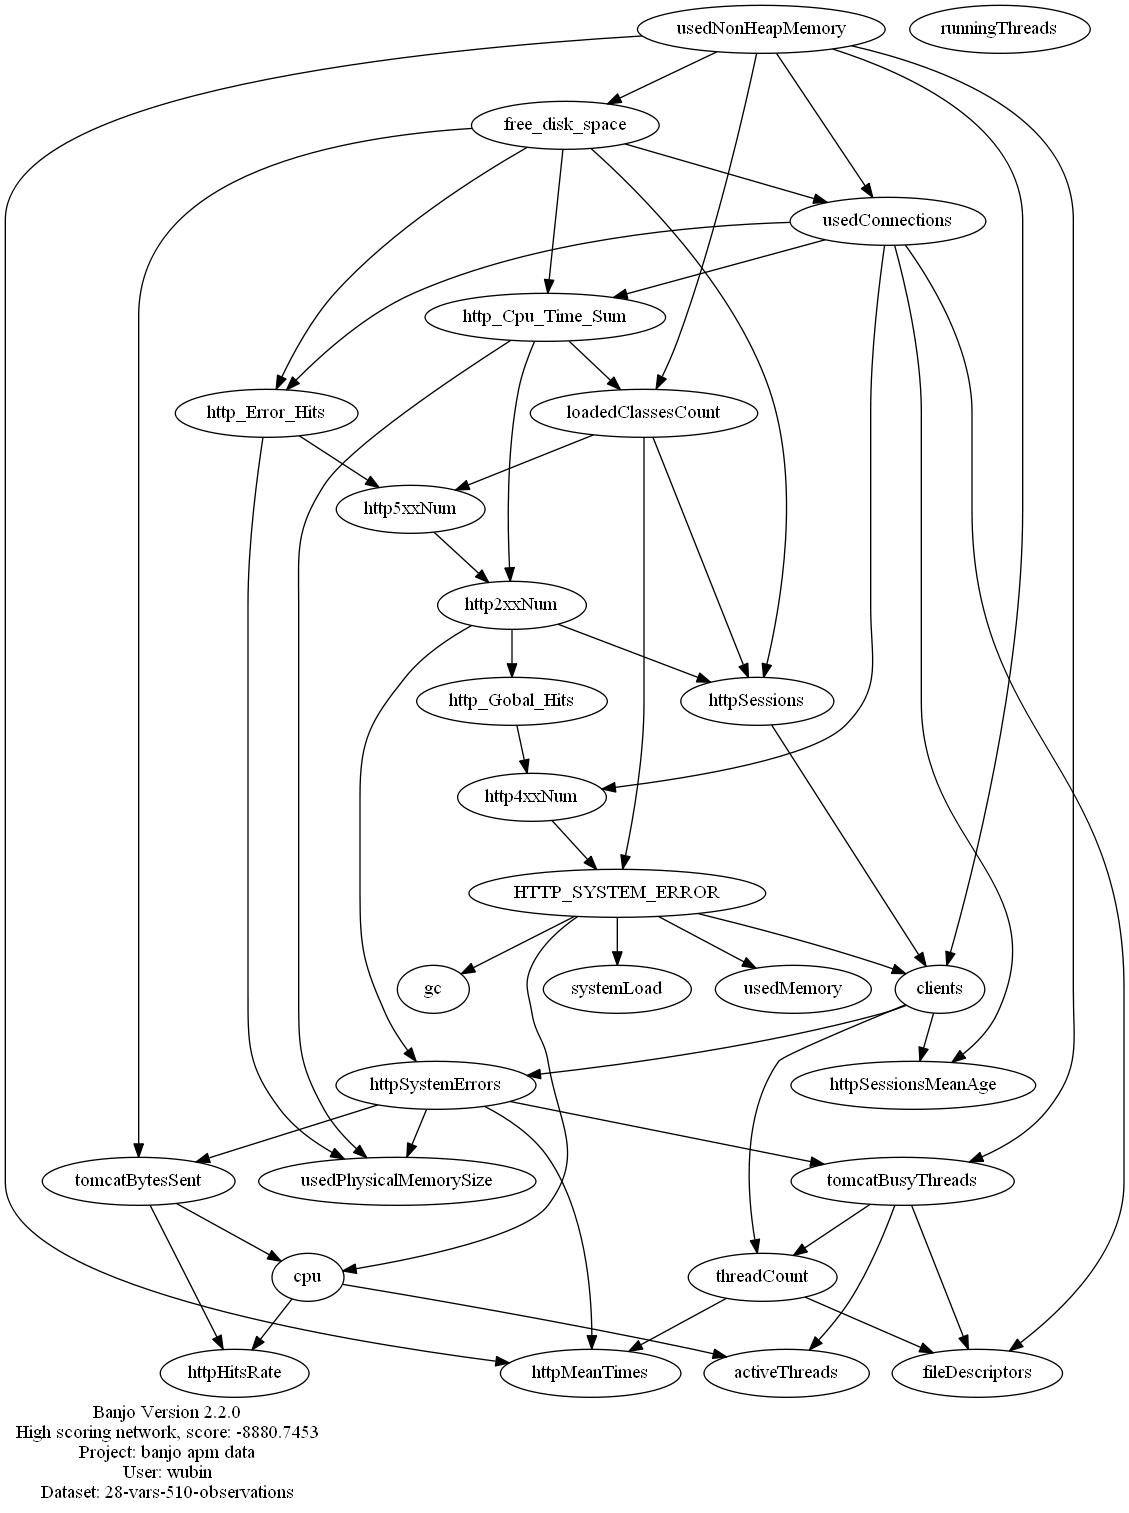 usedNonHeapMemory
runningThreads
free_disk_space
usedConnections
http_Cpu_Time_Sum
http_Error_Hits
loadedClassesCount
http5xxNum
http2xxNum
http_Gobal_Hits
httpSessions
http4xxNum
HTTP_SYSTEM_ERROR
gc
systemLoad
usedMemory
clients
httpSystemErrors
httpSessionsMeanAge
tomcatBytesSent
usedPhysicalMemorySize
tomcatBusyThreads
cpu
threadCount
httpHitsRate
httpMeanTimes
activeThreads
fileDescriptors
Banjo Version 2.2.0
High scoring network, score: -8880.7453
Project: banjo apm data
User: wubin
Dataset: 28-vars-510-observations